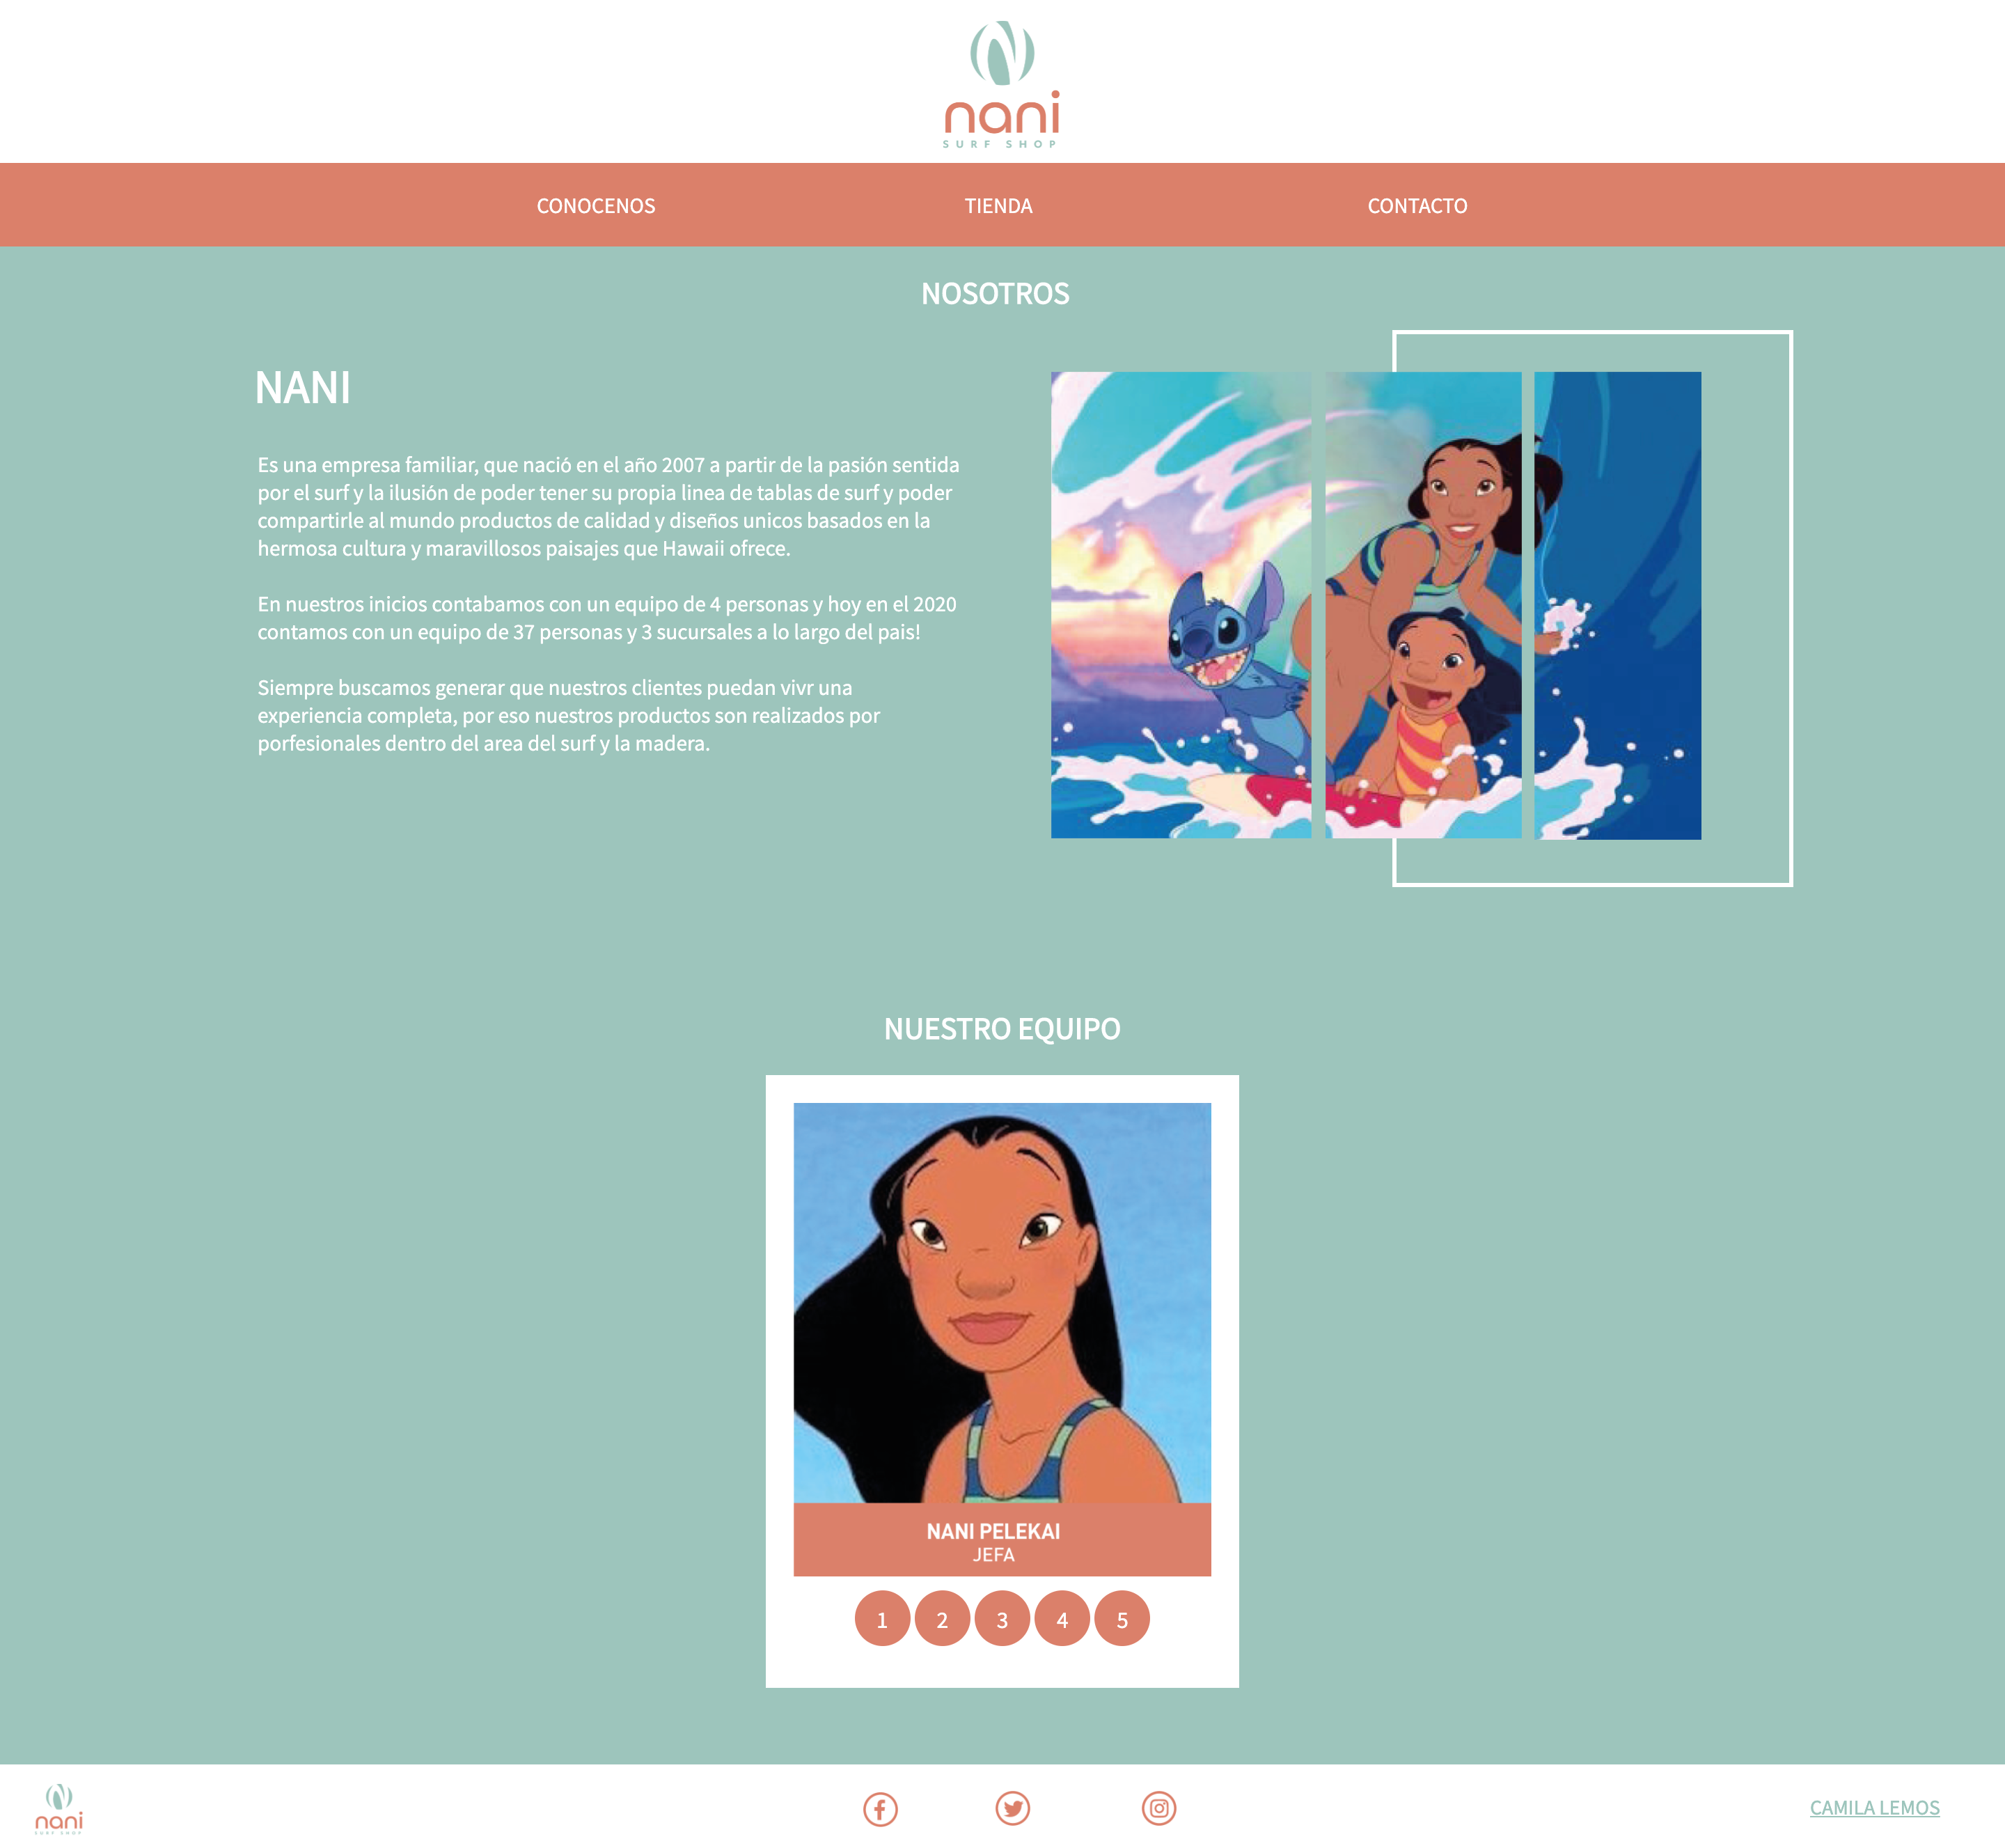 nani
SURF SHOP
CONOCENOS
TIENDA
CONTACTO
NOSOTROS
NANI
Es una empresa familiar, que nació en el año 2007 a partir de la pasión sentida
por el surf y la ilusión de poder tener su propia linea de tablas de surf y poder
compartirle al mundo productos de calidad y diseños unicos basados en la
hermosa cultura y maravillosos paisajes que Hawaii ofrece.
En nuestros inicios contabamos con un equipo de 4 personas y hoy en el 2020
contamos con un equipo de 37 personas y 3 sucursales a lo largo del pais!
Siempre buscamos generar que nuestros clientes puedan vivr una
experiencia completa, por eso nuestros productos son realizados por
porfesionales dentro del area del surf y la madera.
NUESTRO EQUIPO
NANI PELEKAI
JEFA
1 2 3 4 5
nani
SURF SHOP
CAMILA LEMOS